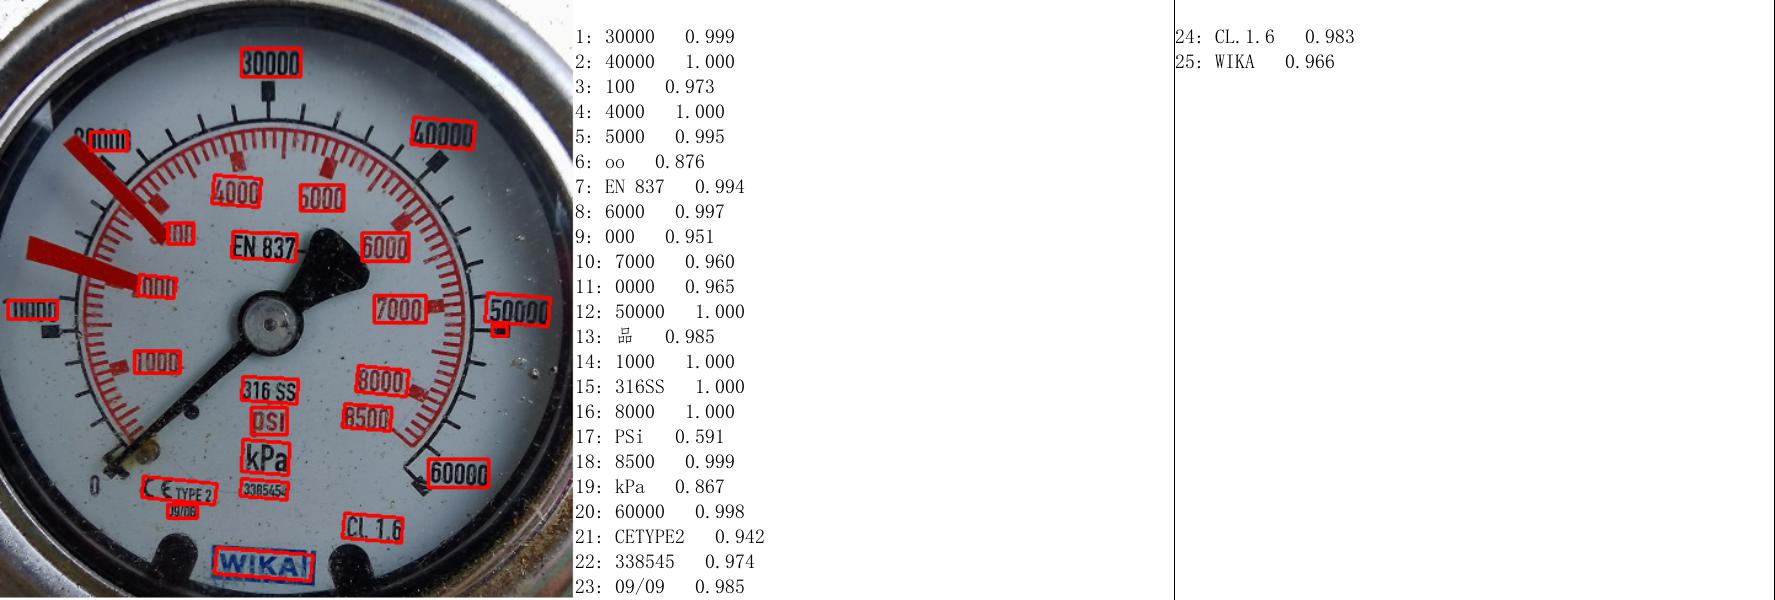 30000
40000
4000
5000
EN 837
6000
7000
50000
1000
316 SS
8000
PSI
8500
kPa
60000
0
CE TYPE 2
338545
CL 1.6
WIKA
1: 30000 0.999
2: 40000 1.000
3: 100 0.973
4: 4000 1.000
5: 5000 0.995
6: oo 0.876
7: EN 837 0.994
8: 6000 0.997
9: 000 0.951
10: 7000 0.960
11: 0000 0.965
12: 50000 1.000
13: 品 0.985
14: 1000 1.000
15: 316SS 1.000
16: 8000 1.000
17: PSi 0.591
18: 8500 0.999
19: kPa 0.867
20: 60000 0.998
21: CETYPE2 0.942
22: 338545 0.974
23: 09/09 0.985
24: CL.1.6 0.983
25: WIKA 0.966